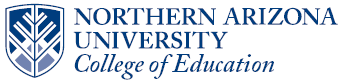 NORTHERN ARIZONA
UNIVERSITY
College of Education